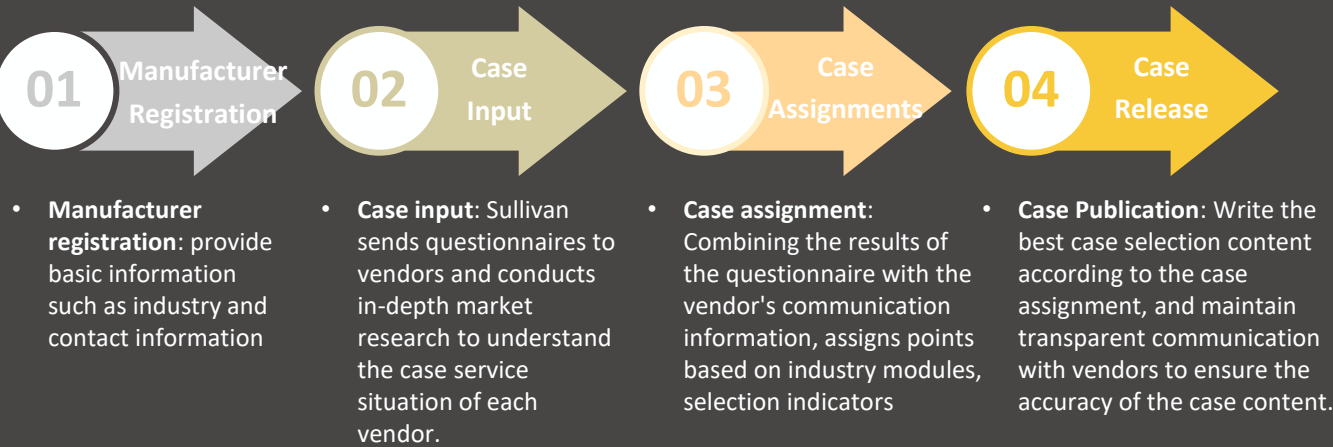 01
Manufacturer
Registration
02
Case
Input
03
Case
Assignments
04
Case
Release
• Manufacturer
registration: provide
basic information
such as industry and
contact information
• Case input: Sullivan
sends questionnaires to
vendors and conducts
in-depth market
research to understand
the case service
situation of each
vendor.
• Case assignment:
Combining the results of
the questionnaire with the
vendor's communication
information, assigns points
based on industry modules,
selection indicators
• Case Publication: Write the
best case selection content
according to the case
assignment, and maintain
transparent communication
with vendors to ensure the
accuracy of the case content.